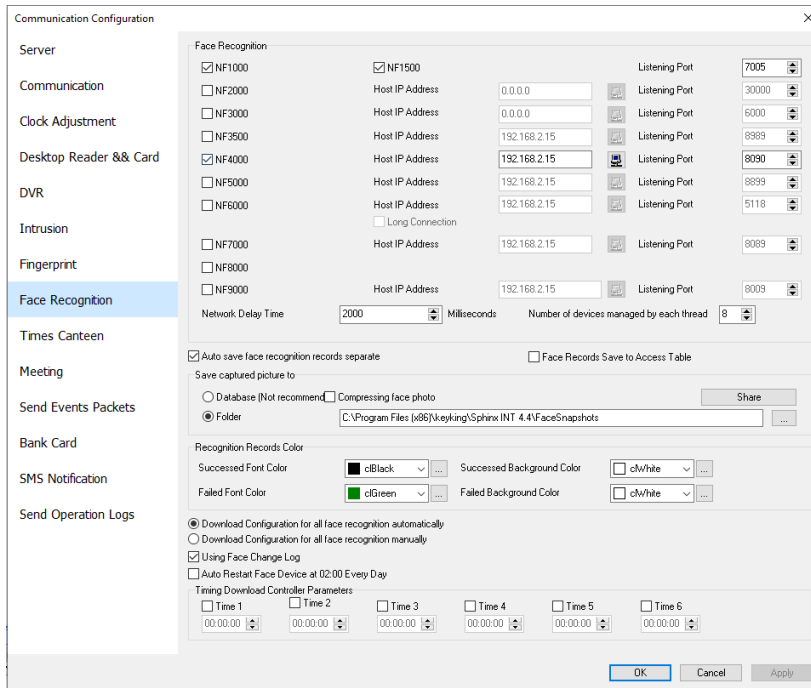 Communication Configuration
Server
Communication
Clock Adjustment
Desktop Reader && Card
DVR
Intrusion
Fingerprint
Face Recognition
Times Canteen
Meeting
Send Events Packets
Bank Card
SMS Notification
Send Operation Logs
Face Recognition
NF1000 NF1500 Listening Port 7005
NF2000 Host IP Address 0.0.0.0 Listening Port 30000
NF3000 Host IP Address 0.0.0.0 Listening Port 6000
NF3500 Host IP Address 192.168.2.15 Listening Port 8989
NF4000 Host IP Address 192.168.2.15 Listening Port 8090
NF5000 Host IP Address 192.168.2.15 Listening Port 8899
NF6000 Host IP Address 192.168.2.15 Listening Port 5118
Long Connection
NF7000 Host IP Address 192.168.2.15 Listening Port 8089
NF8000
NF9000 Host IP Address 192.168.2.15 Listening Port 8009
Network Delay Time 2000 Milliseconds Number of devices managed by each thread 8
Auto save face recognition records separate Face Records Save to Access Table
Save captured picture to
Database (Not recommend Compressing face photo Share
Folder C:\Program Files (x86)\keyking\Sphinx INT 4.4\FaceSnapshots ...
Recognition Records Color
Successed Font Color clBlack ... Successed Background Color clWhite ...
Failed Font Color clGreen ... Failed Background Color clWhite ...
Download Configuration for all face recognition automatically
Download Configuration for all face recognition manually
Using Face Change Log
Auto Restart Face Device at 02:00 Every Day
Timing Download Controller Parameters
Time 1 Time 2 Time 3 Time 4 Time 5 Time 6
00:00:00 00:00:00 00:00:00 00:00:00 00:00:00 00:00:00
OK Cancel Apply